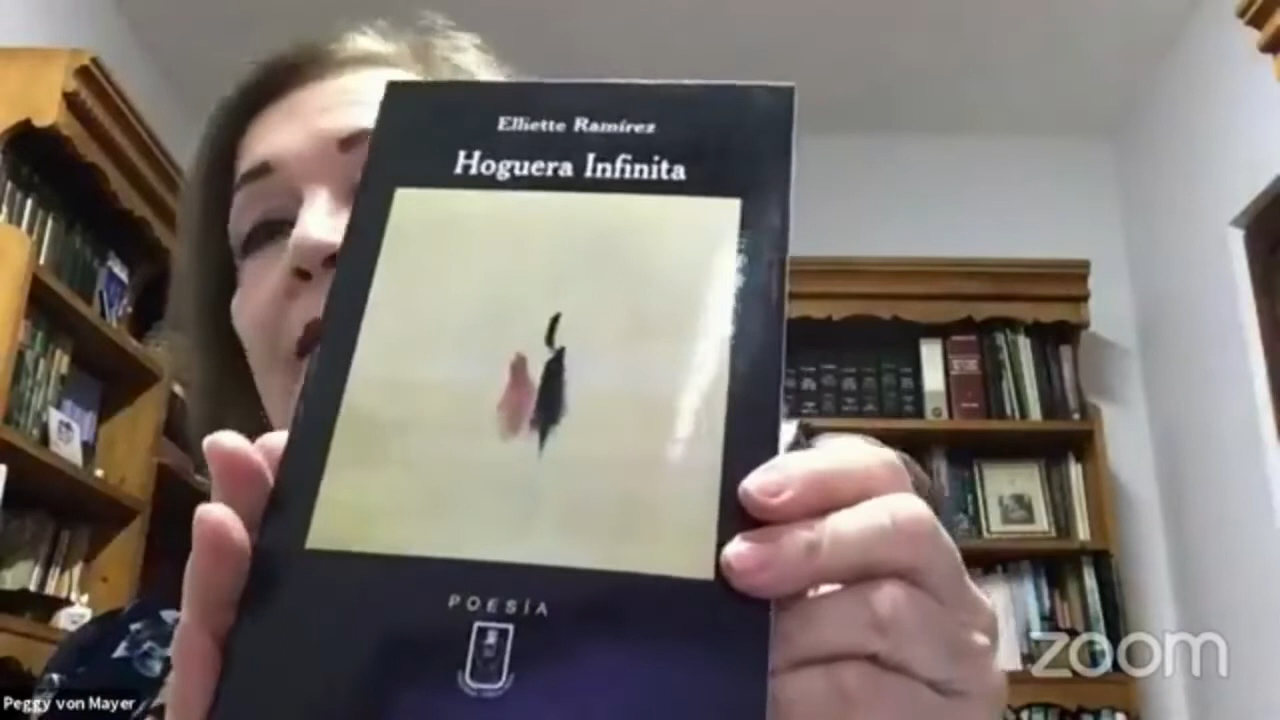 Elliette Ramírez
Hoguera Infinita
POESÍA
zoom
Peggy von Mayer